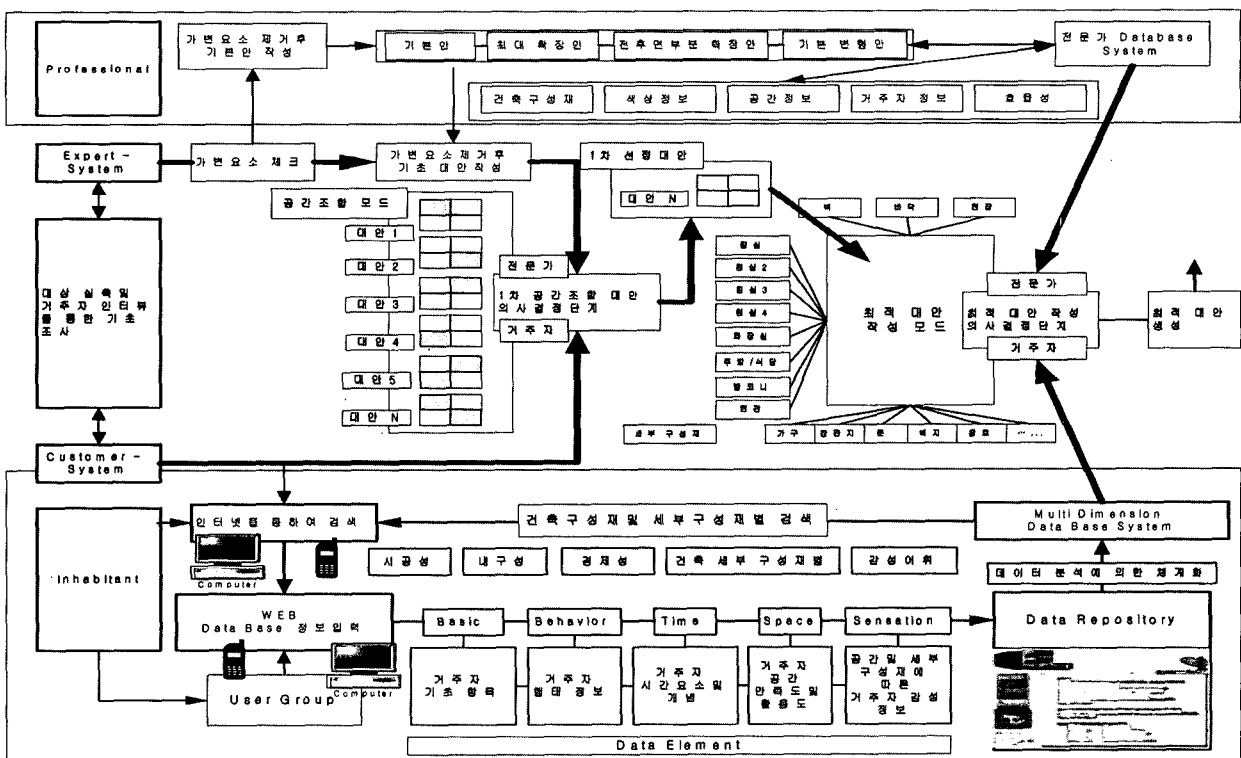 Professional
가변요소 제거후
기본안 작성
기본안
최대 확장안
전후면부분 확장안
기본 변형안
전문가 Database
System
건축구성재
색상정보
공간정보
거주자 정보
효율성
Expert-
System
가변요소 체크
가변요소제거후
기초 대안작성
1차 선정대안
대안 N
공간조합 모드
대안 1
대안 2
대안 3
대안 4
대안 5
대안 N
전문가
1차 공간조합 대안
의사결정단계
거주자
대상 실측및
거주자 인터뷰
를 통한 기초
조사
벽
바닥
천장
침실
침실 2
침실 3
침실 4
화장실
주방/식당
발코니
현관
최적 대안
작성 모드
전문가
최적 대안 작성
의사결정단계
거주자
최적 대안
생성
세부 구성재
가구
장판지
문
벽지
창호
~,...
Customer-
System
Inhabitant
인터넷을 통하여 검색
건축구성재및 세부구성재별 검색
Multi Dimension
Data Base System
Computer
시공성
내구성
경제성
건축 세부 구성재별
감성어휘
데이터 분석에 의한 체계화
WEB
Data Base 정보입력
Basic
Behavior
Time
Space
Sensation
Data Repository
User Group
Computer
거주자
기초 항목
거주자
행태정보
거주자
시간요소및
개념
거주자
공간
만족도및
활용도
공간및 세부
구성재에
따른
거주자 감성
정보
Data Element